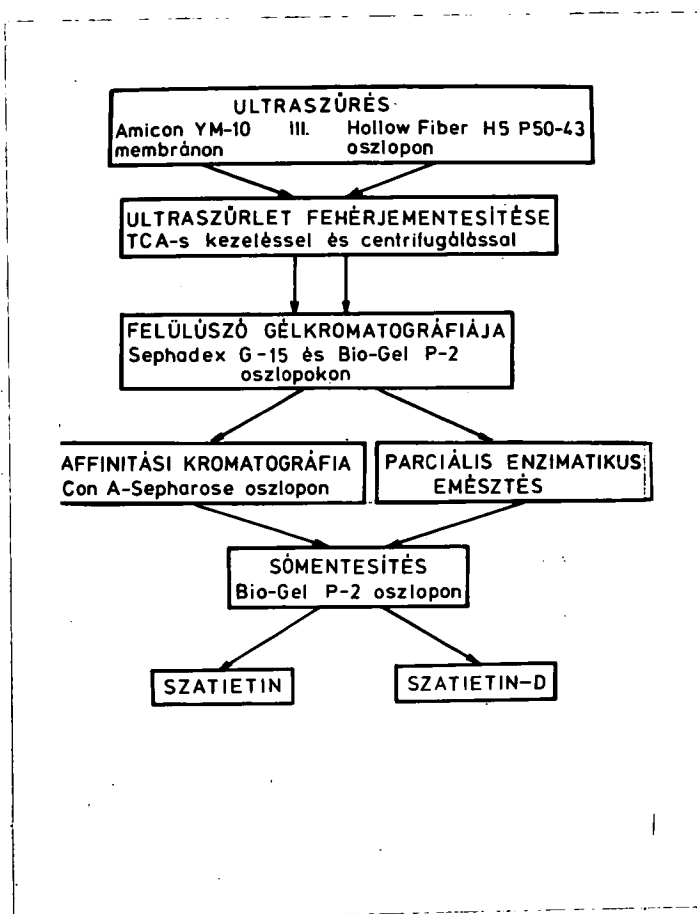 ULTRASZŰRÉS
Amicon YM-10 III. Hollow Fiber H5 P50-43
membránon oszlopon
ULTRASZŰRLET FEHÉRJEMENTESÍTÉSE
TCA-s kezeléssel és centrifugálással
FELÜLÚSZÓ GÉLKROMATOGRÁFIÁJA
Sephadex G-15 és Bio-Gel P-2
oszlopokon
AFFINITÁSI KROMATOGRÁFIA
Con A-Sepharose oszlopon
PARCIÁLIS ENZIMATIKUS
EMÉSZTÉS
SÓMENTESÍTÉS
Bio-Gel P-2 oszlopon
SZATIETIN
SZATIETIN-D